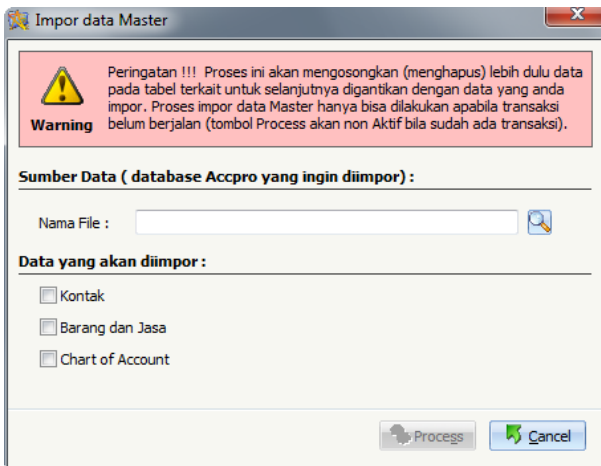 Impor data Master
Peringatan !!! Proses ini akan mengosongkan (menghapus) lebih dulu data
pada tabel terkait untuk selanjutnya digantikan dengan data yang anda
impor. Proses impor data Master hanya bisa dilakukan apabila transaksi
belum berjalan (tombol Process akan non Aktif bila sudah ada transaksi).
Warning
Sumber Data ( database Accpro yang ingin diimpor) :
Nama File :
Data yang akan diimpor :
Kontak
Barang dan Jasa
Chart of Account
Process
Cancel